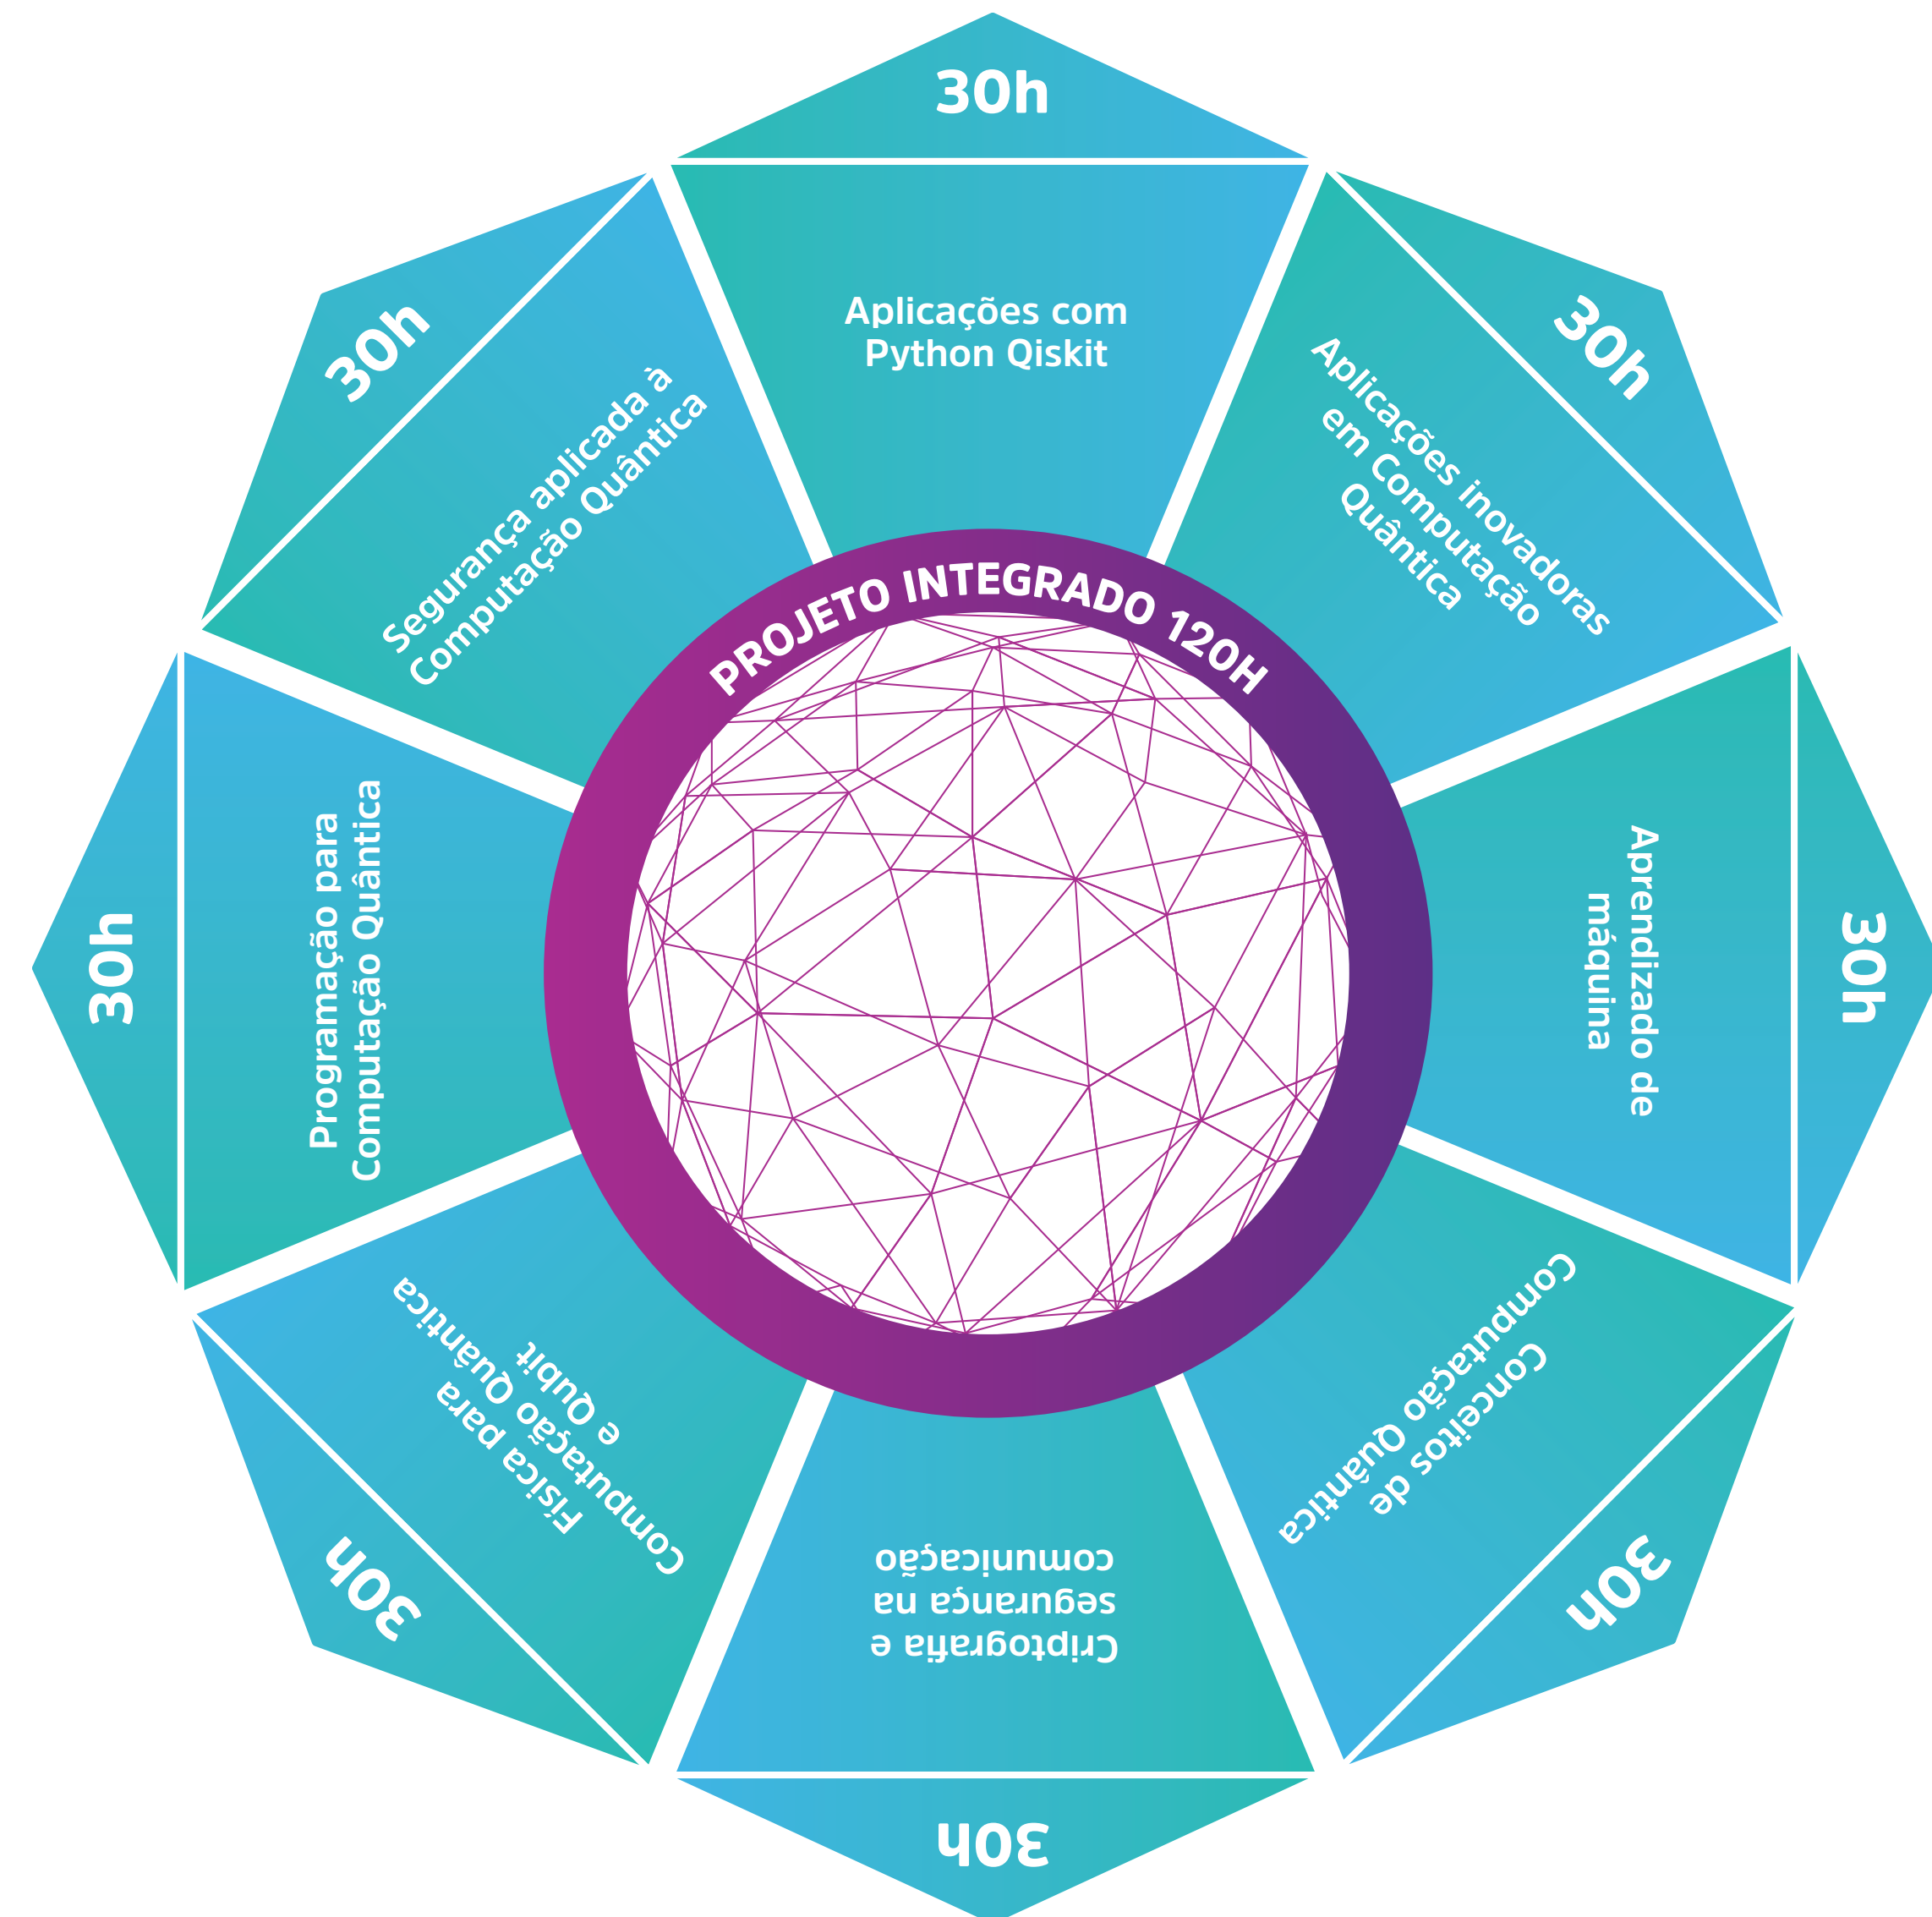 30h
Aplicações com
Python Qiskit
30h
Aplicações inovadoras
em Computação
Quântica
30h
Aprendizado de
máquina
30h
Conceitos de
Computação Quântica
30h
Criptografia e
segurança na
comunicação
30h
Física para
Computação Quântica
e Qubit
30h
Programação para
Computação Quântica
30h
Segurança aplicada à
Computação Quântica
PROJETO INTEGRADO 120H